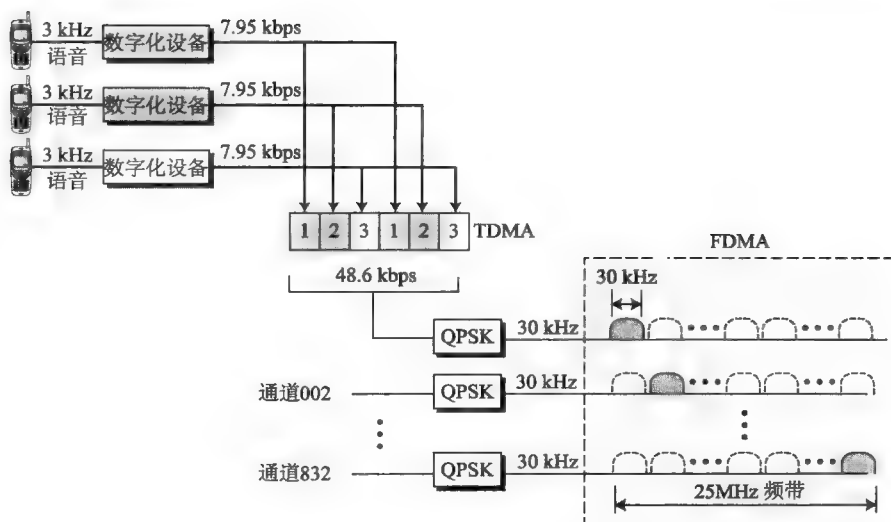 3 kHz
语音
数字化设备
7.95 kbps
3 kHz
语音
数字化设备
7.95 kbps
3 kHz
语音
数字化设备
7.95 kbps
1 2 3 1 2 3 TDMA
48.6 kbps
FDMA
30 kHz
QPSK
30 kHz
通道002
QPSK
30 kHz
通道832
QPSK
30 kHz
25MHz 频带